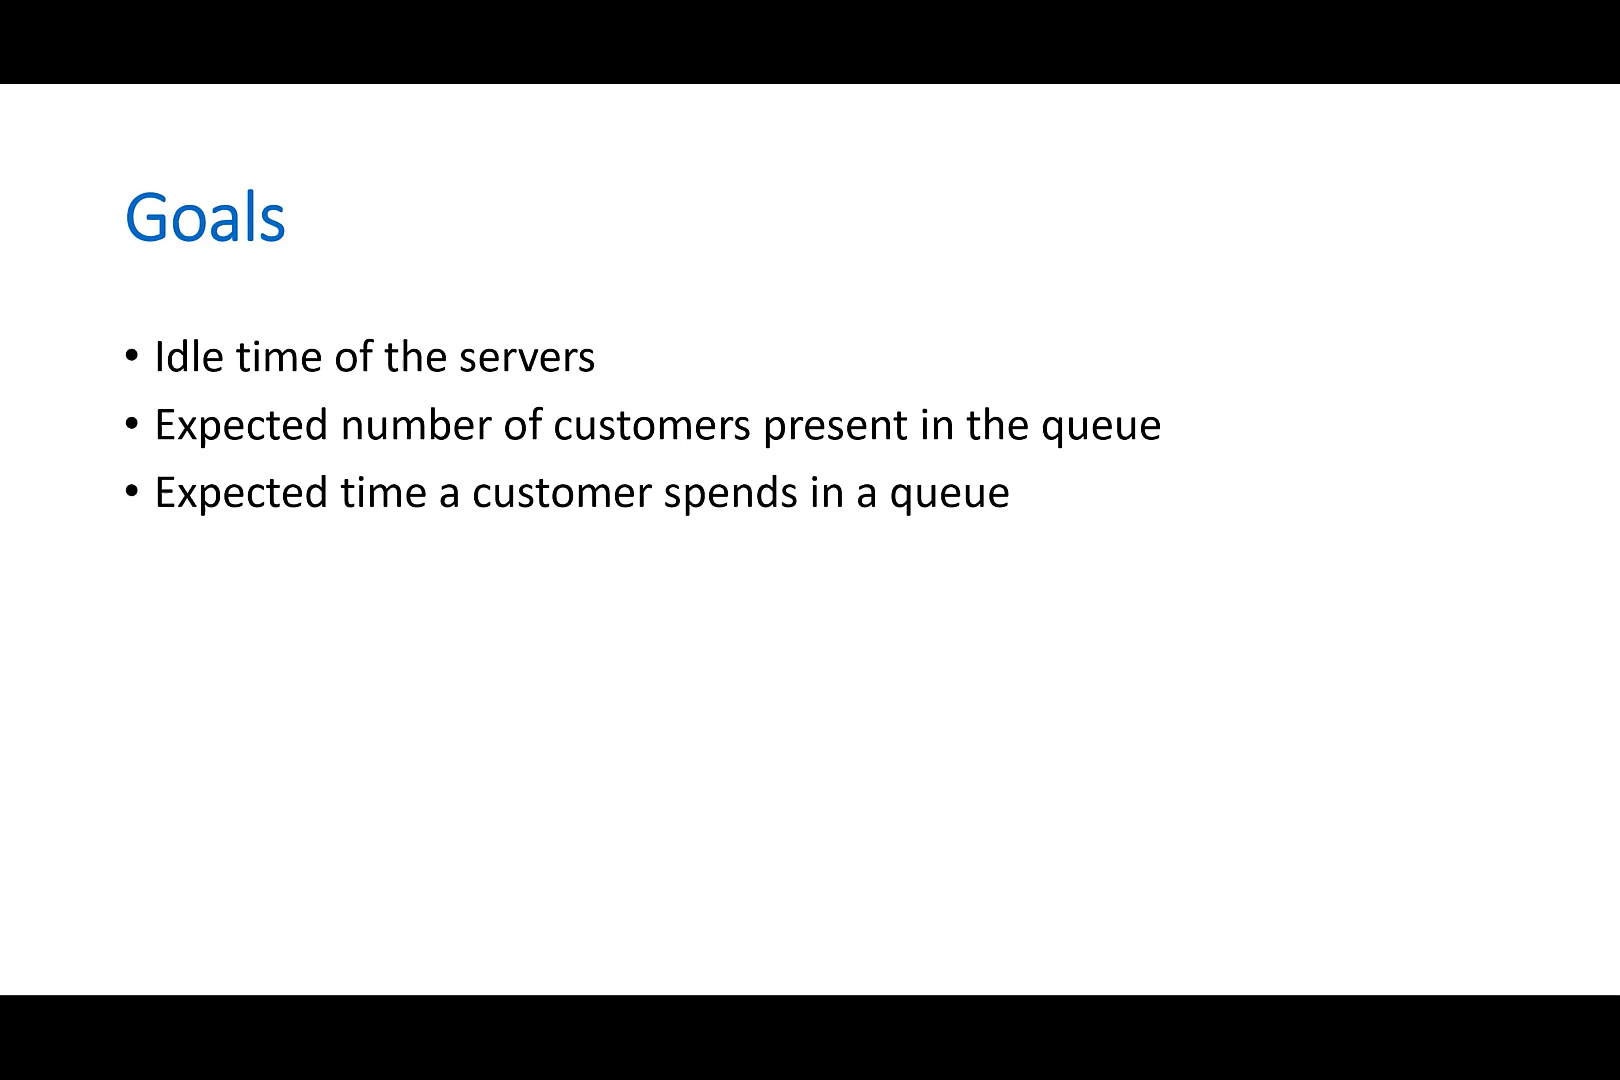 Goals
• Idle time of the servers
• Expected number of customers present in the queue
• Expected time a customer spends in a queue